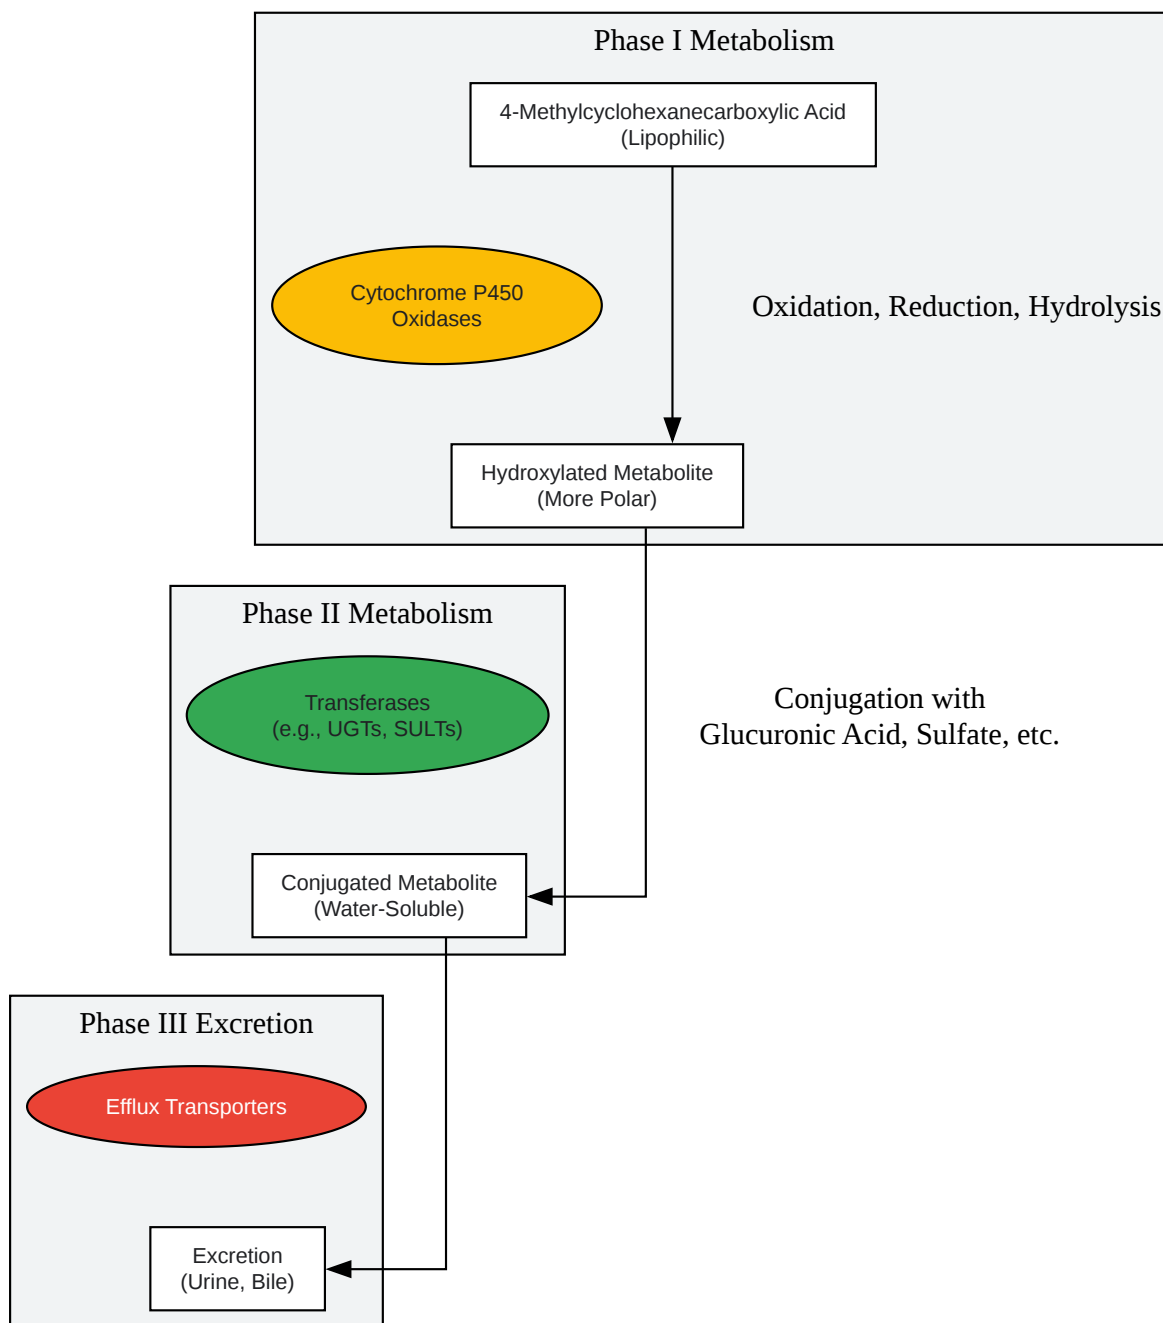 Phase I Metabolism
4-Methylcyclohexanecarboxylic Acid
(Lipophilic)
Cytochrome P450
Oxidases
Oxidation, Reduction, Hydrolysis
Hydroxylated Metabolite
(More Polar)
Phase II Metabolism
Transferases
(e.g., UGTs, SULTs)
Conjugation with
Glucuronic Acid, Sulfate, etc.
Conjugated Metabolite
(Water-Soluble)
Phase III Excretion
Efflux Transporters
Excretion
(Urine, Bile)